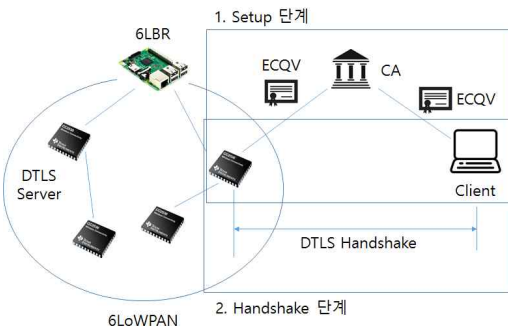 1. Setup 단계
6LBR
ECQV
CA
ECQV
DTLS
Server
Client
DTLS Handshake
2. Handshake 단계
6LoWPAN